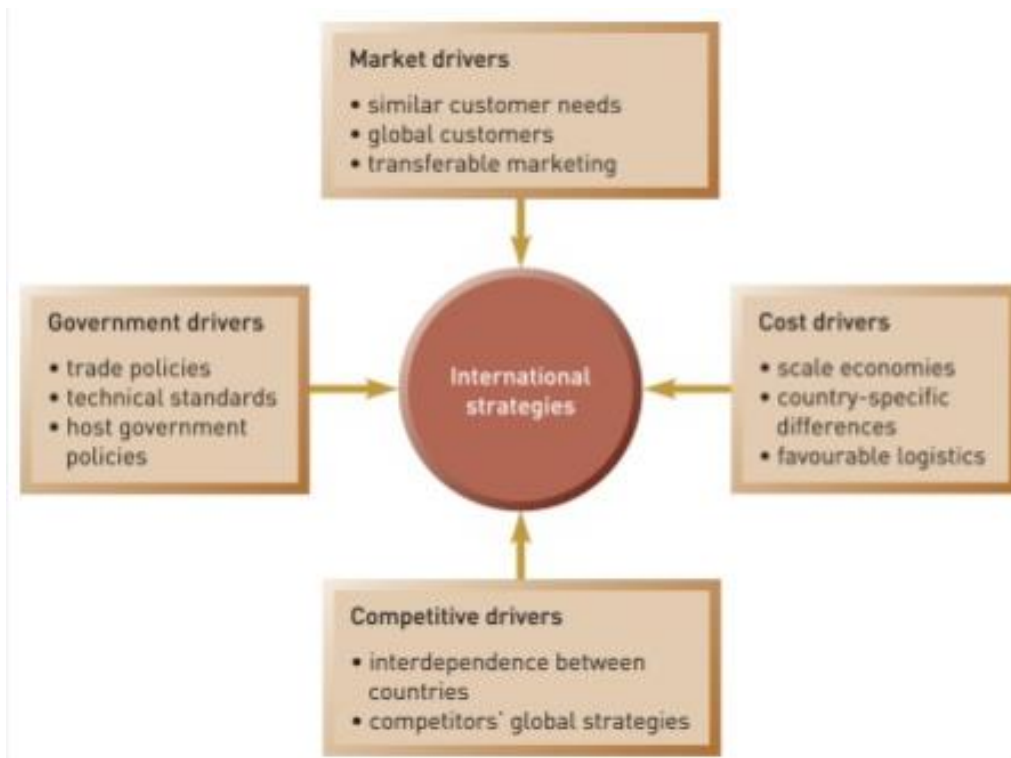 Market drivers
• similar customer needs
• global customers
• transferable marketing
Government drivers
• trade policies
• technical standards
• host government
policies
International
strategies
Cost drivers
• scale economies
• country-specific
differences
• favourable logistics
Competitive drivers
• interdependence between
countries
• competitors' global strategies